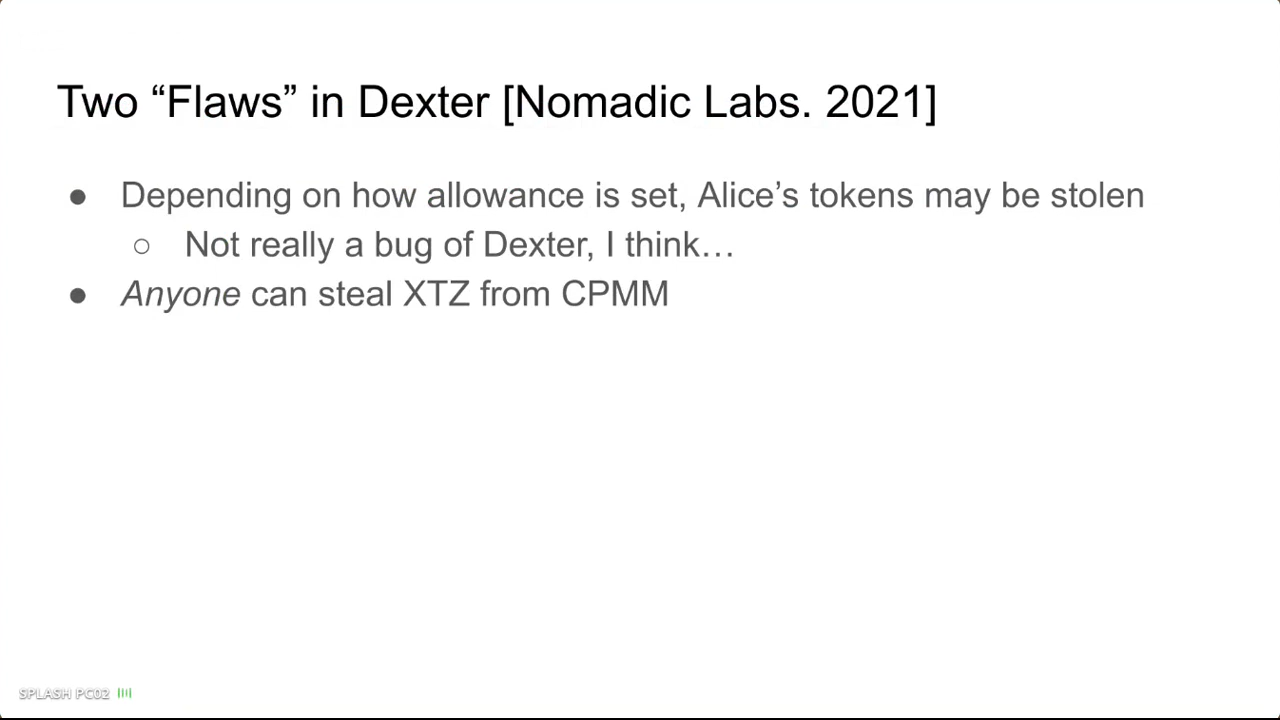 Two “Flaws” in Dexter [Nomadic Labs. 2021]
● Depending on how allowance is set, Alice’s tokens may be stolen
○ Not really a bug of Dexter, I think…
● Anyone can steal XTZ from CPMM
SPLASH PC02